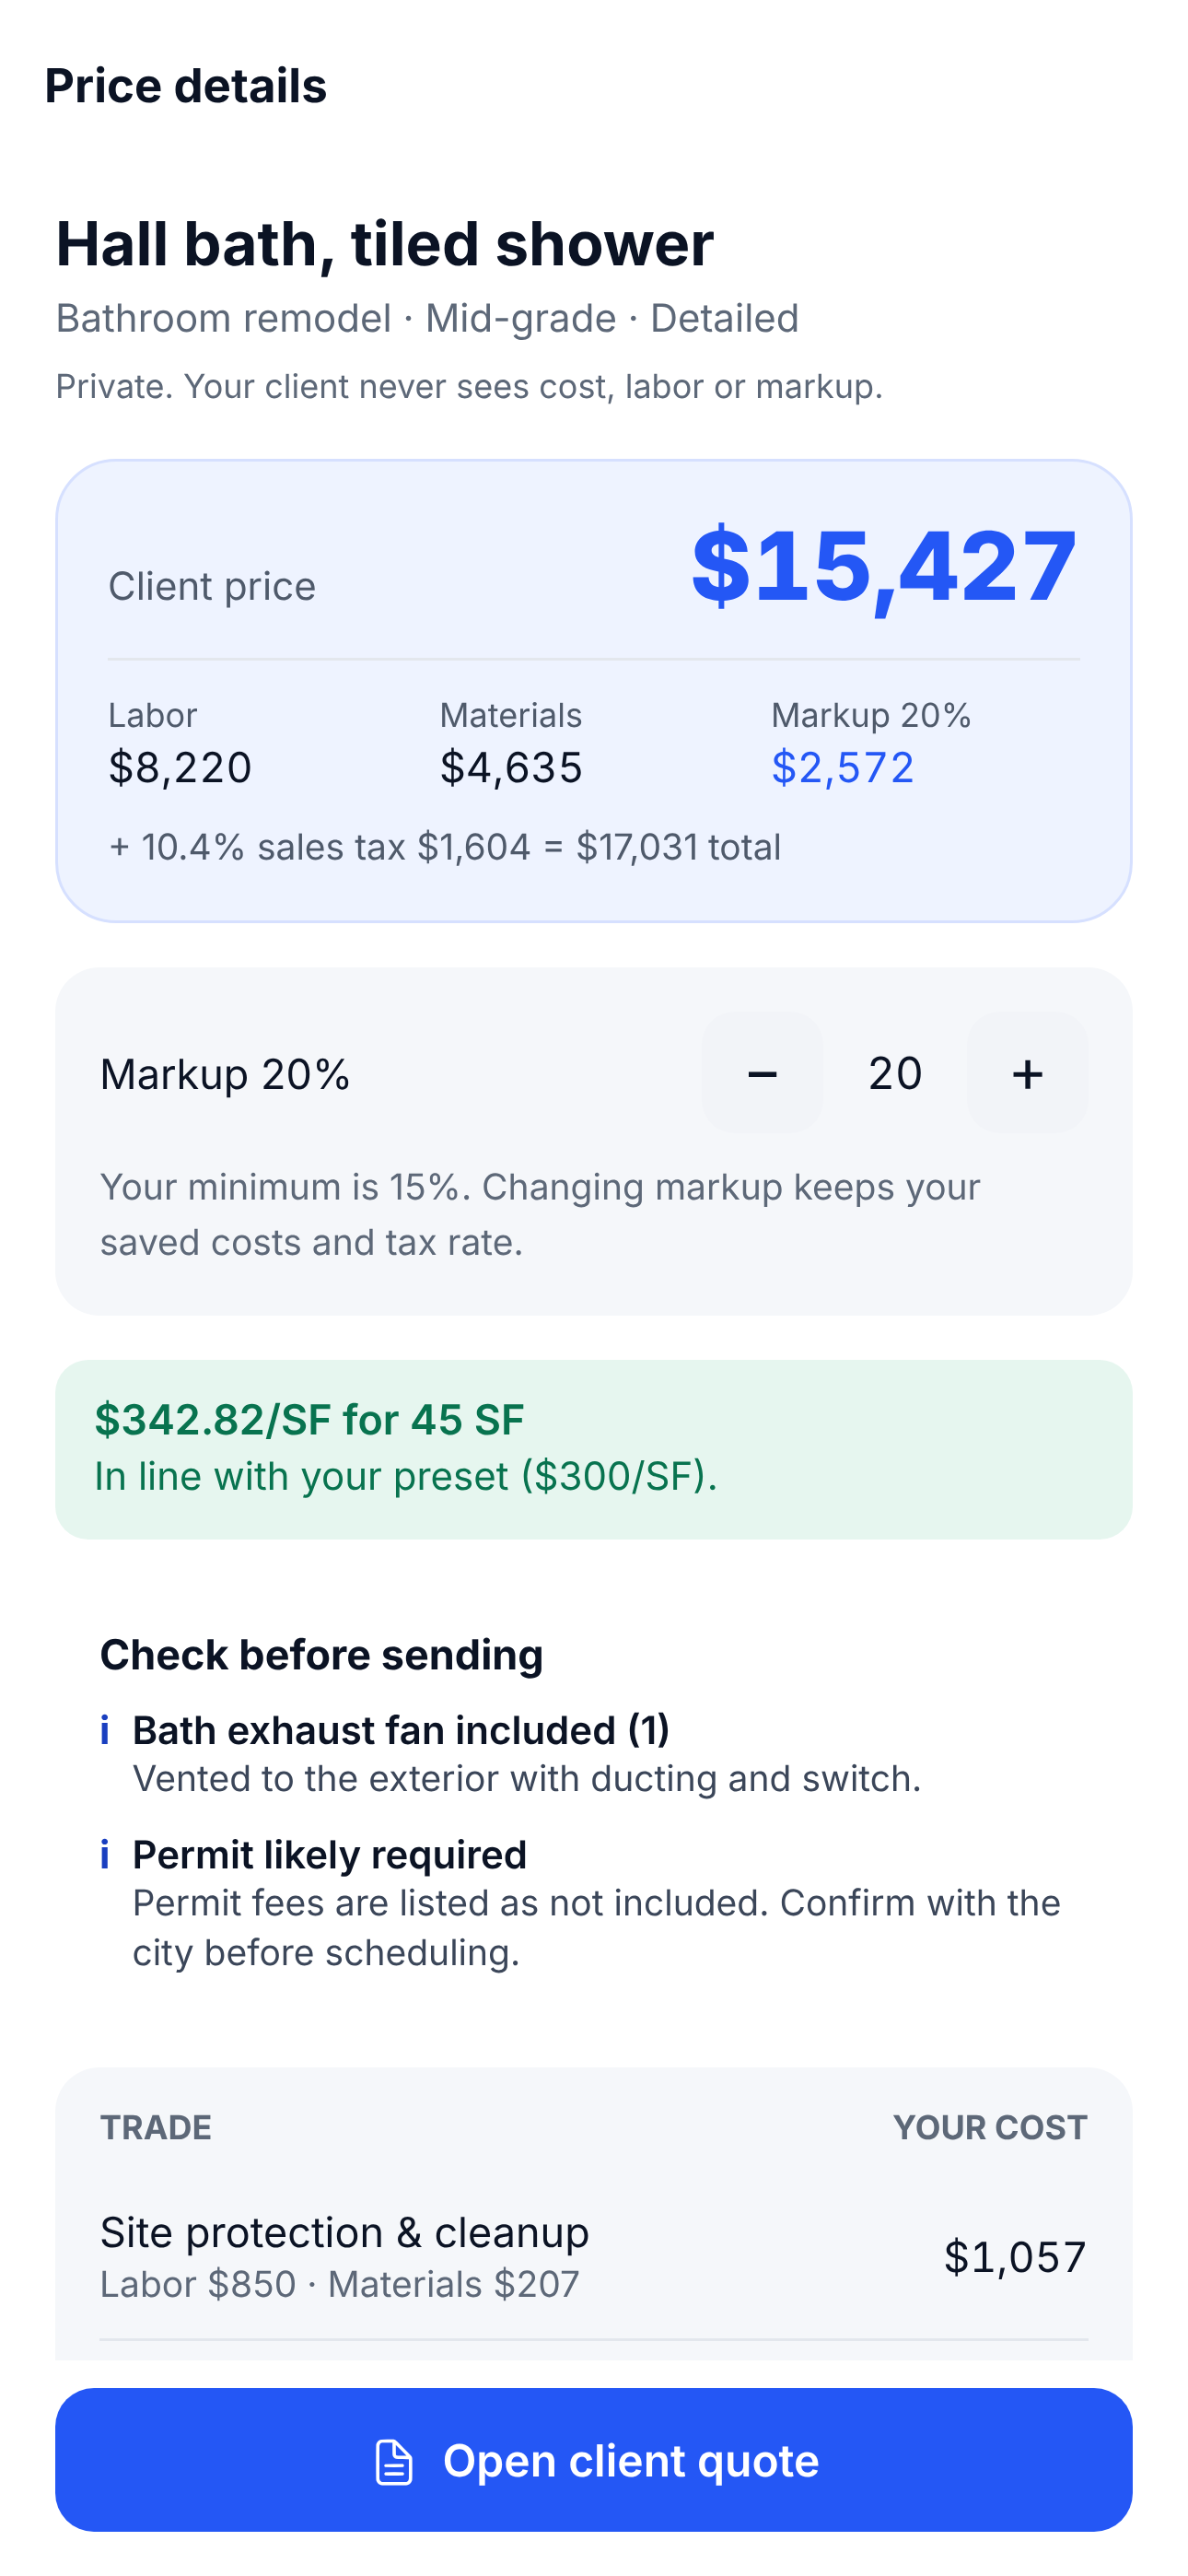 Price details
Hall bath, tiled shower
Bathroom remodel · Mid-grade · Detailed
Private. Your client never sees cost, labor or markup.
Client price $15,427
Labor Materials Markup 20%
$8,220 $4,635 $2,572
+ 10.4% sales tax $1,604 = $17,031 total
Markup 20% − 20 +
Your minimum is 15%. Changing markup keeps your
saved costs and tax rate.
$342.82/SF for 45 SF
In line with your preset ($300/SF).
Check before sending
i Bath exhaust fan included (1)
Vented to the exterior with ducting and switch.
i Permit likely required
Permit fees are listed as not included. Confirm with the
city before scheduling.
TRADE YOUR COST
Site protection & cleanup
Labor $850 · Materials $207
$1,057
Open client quote